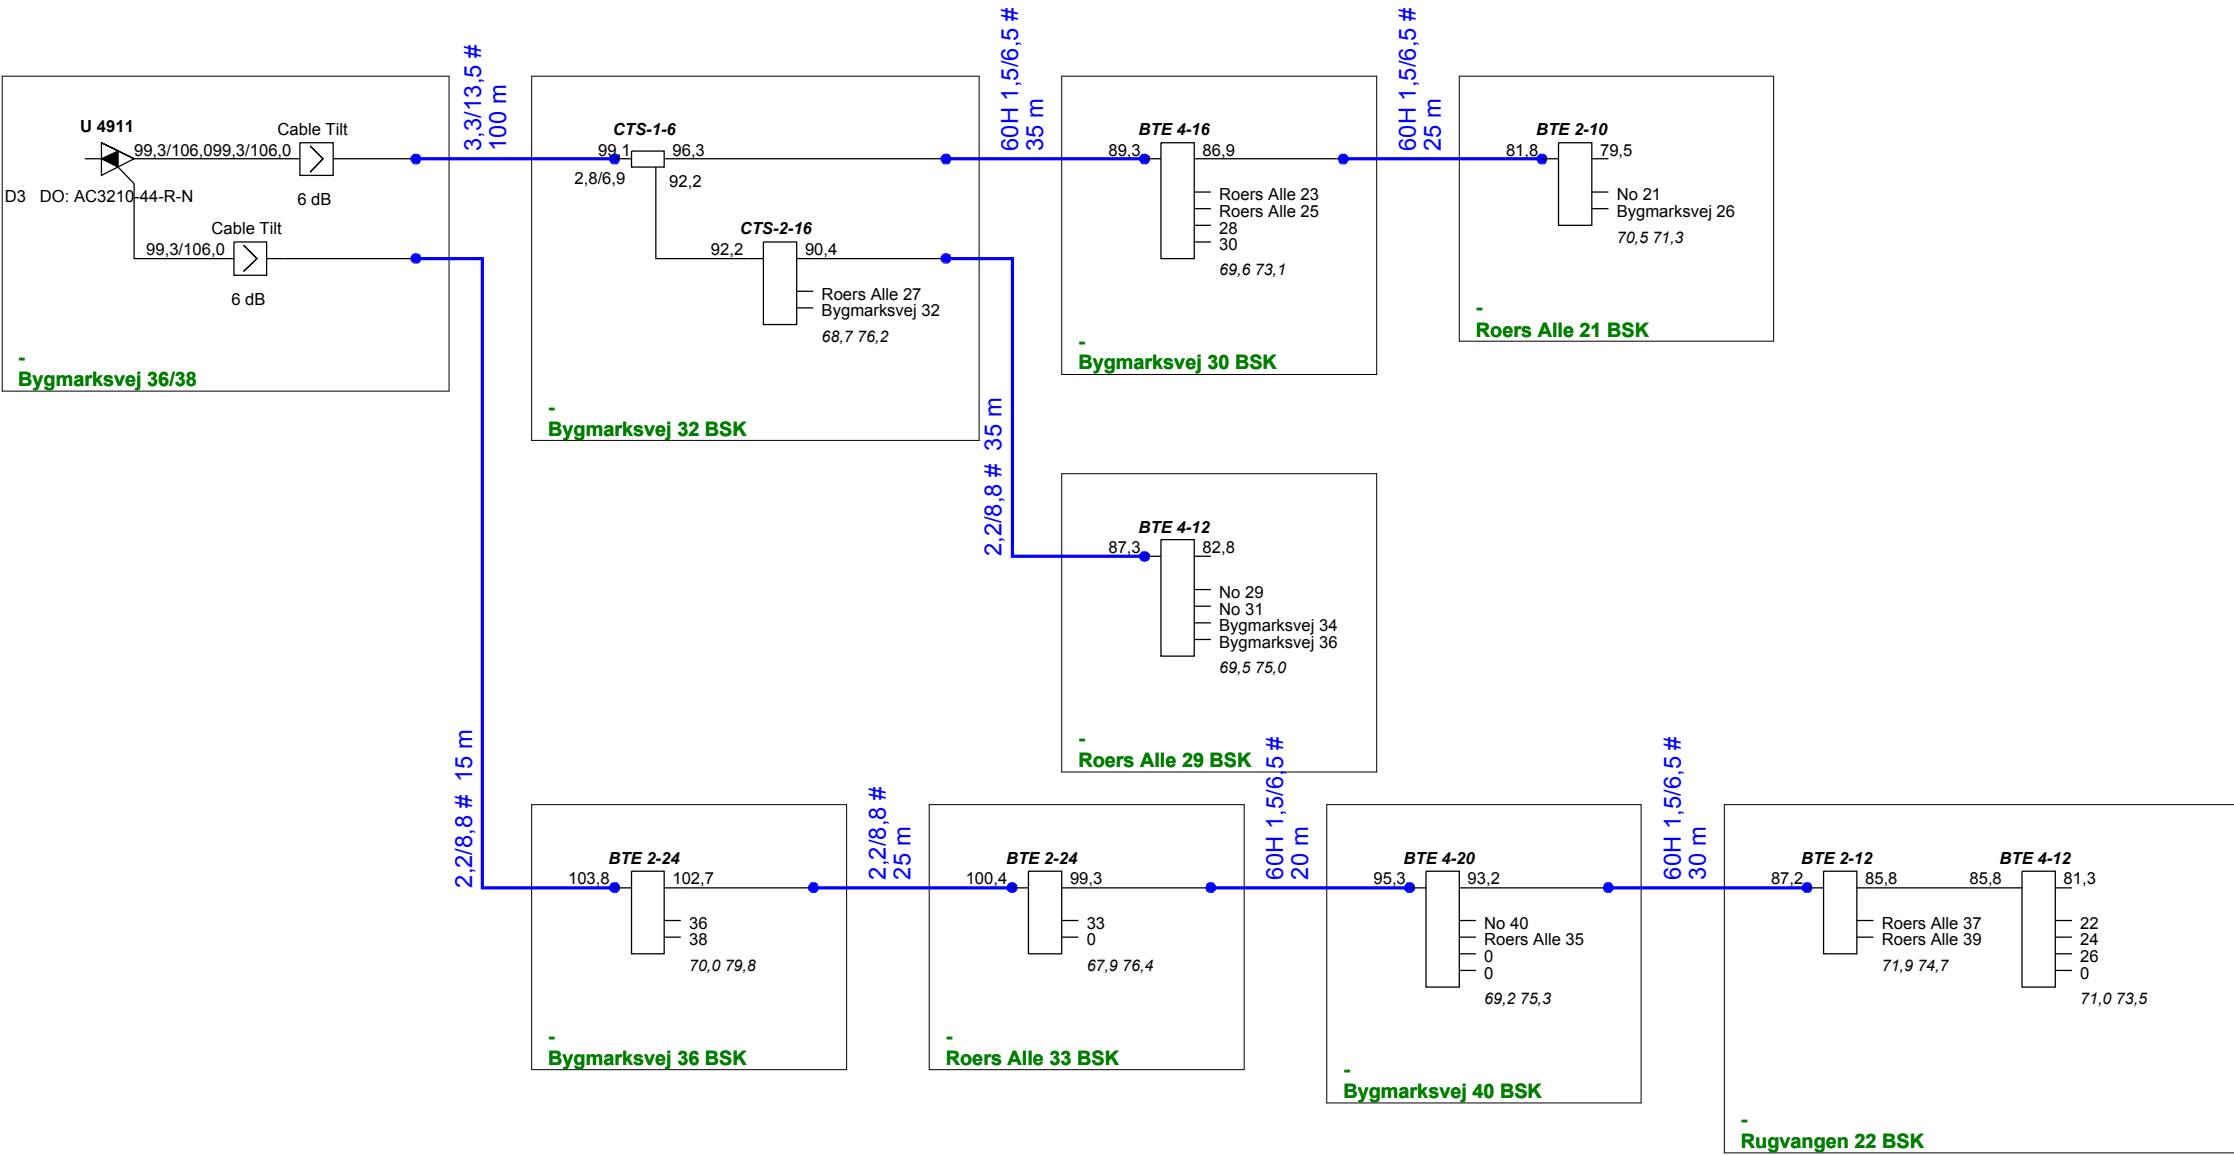 3,3/13,5 #
100 m
60H 1,5/6,5 #
35 m
60H 1,5/6,5 #
25 m
U 4911
99,3/106,099,3/106,0
Cable Tilt
6 dB
D3 DO: AC3210-44-R-N
Cable Tilt
99,3/106,0
6 dB
-
Bygmarksvej 36/38
CTS-1-6
99,1
96,3
2,8/6,9
92,2
CTS-2-16
92,2
90,4
Roers Alle 27
Bygmarksvej 32
68,7 76,2
-
Bygmarksvej 32 BSK
BTE 4-16
89,3
86,9
Roers Alle 23
Roers Alle 25
28
30
69,6 73,1
-
Bygmarksvej 30 BSK
BTE 2-10
81,8
79,5
No 21
Bygmarksvej 26
70,5 71,3
-
Roers Alle 21 BSK
2,2/8,8 # 35 m
BTE 4-12
87,3
82,8
No 29
No 31
Bygmarksvej 34
Bygmarksvej 36
69,5 75,0
-
Roers Alle 29 BSK
2,2/8,8 # 15 m
2,2/8,8 #
25 m
60H 1,5/6,5 #
20 m
60H 1,5/6,5 #
30 m
BTE 2-24
103,8
102,7
36
38
70,0 79,8
-
Bygmarksvej 36 BSK
BTE 2-24
100,4
99,3
33
0
67,9 76,4
-
Roers Alle 33 BSK
BTE 4-20
95,3
93,2
No 40
Roers Alle 35
0
0
69,2 75,3
-
Bygmarksvej 40 BSK
BTE 2-12
87,2
85,8
Roers Alle 37
Roers Alle 39
71,9 74,7
BTE 4-12
85,8
81,3
22
24
26
0
71,0 73,5
-
Rugvangen 22 BSK